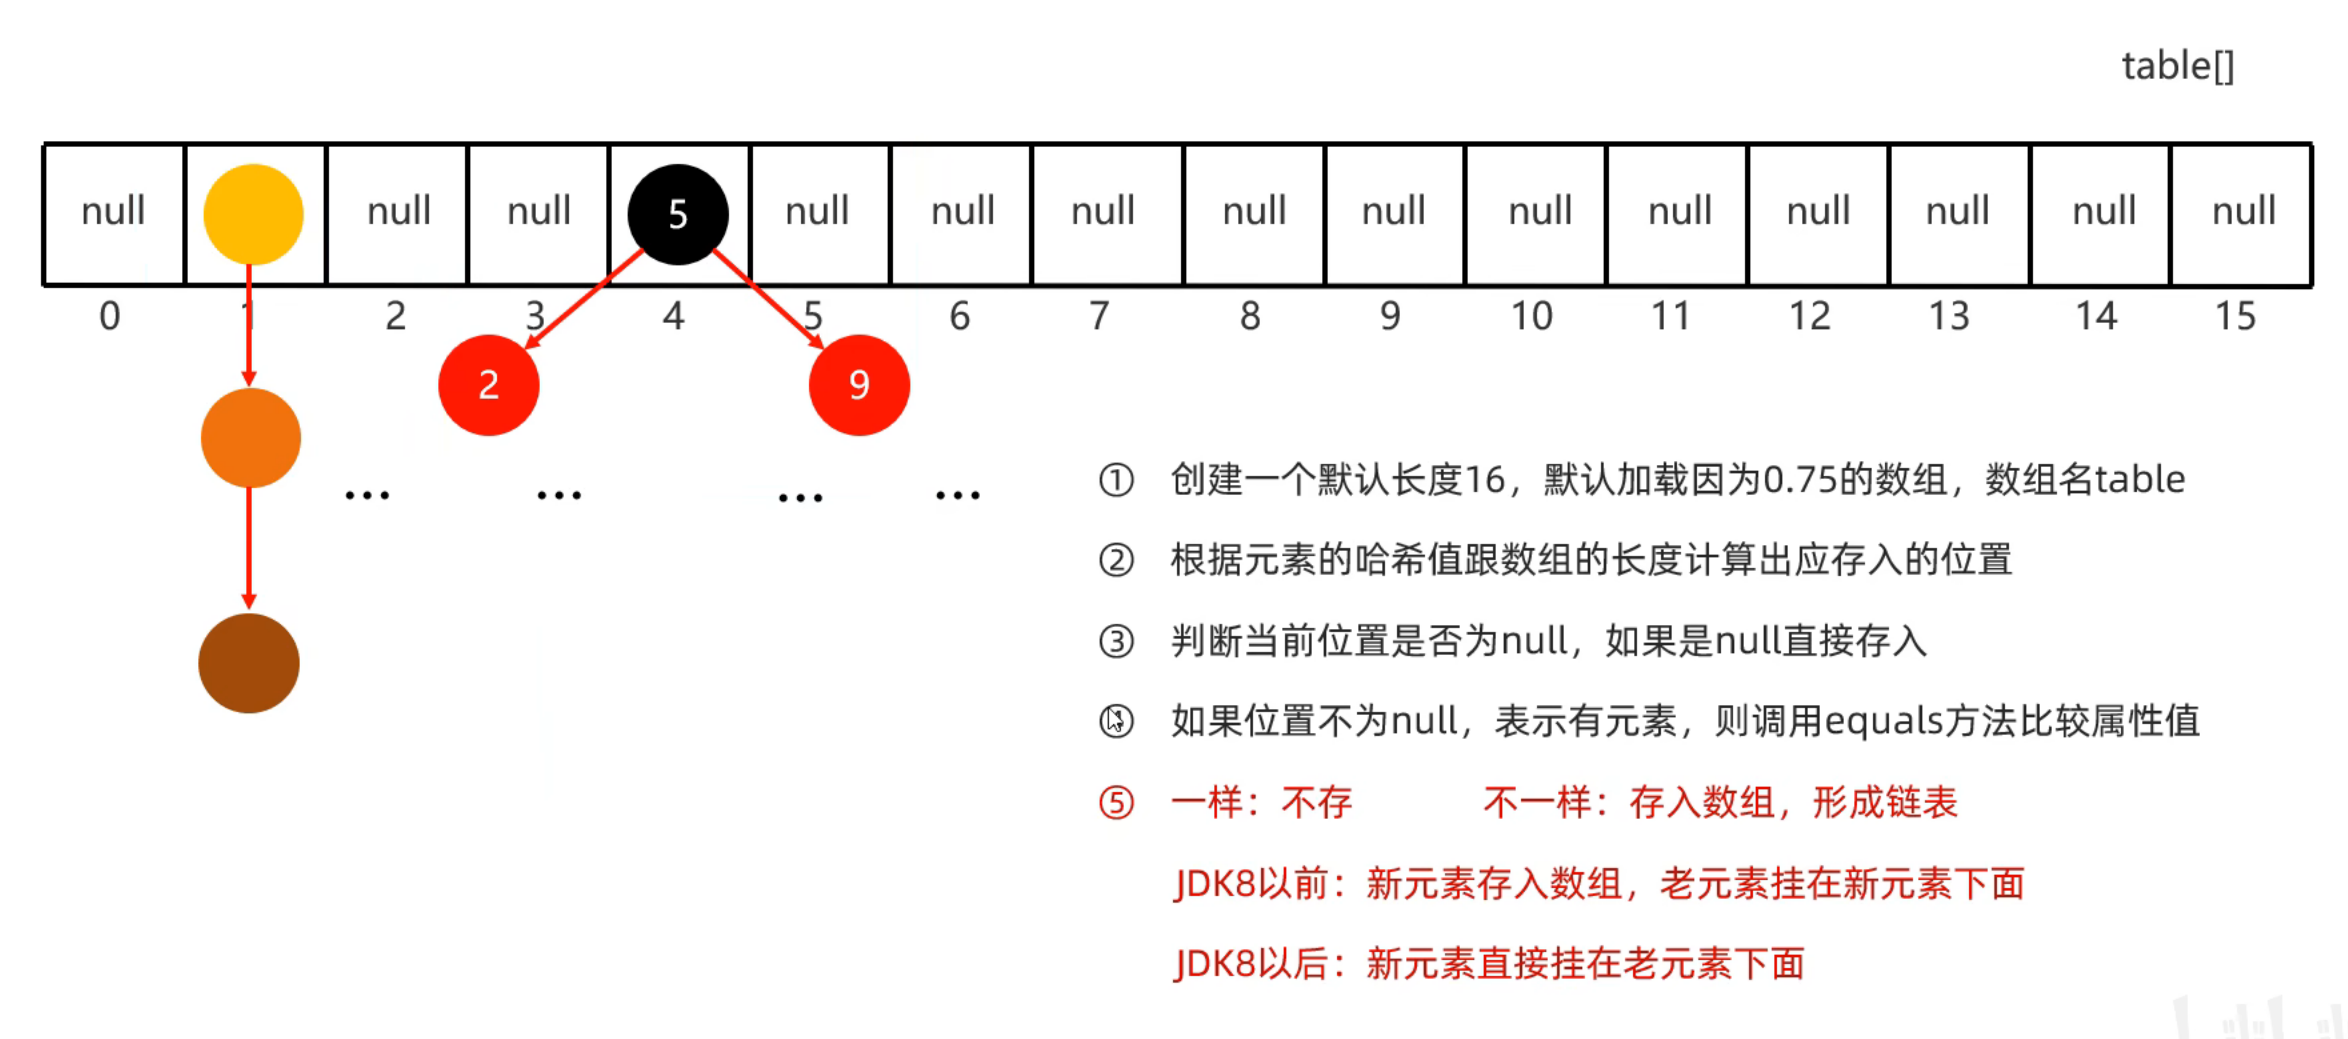 table[]
null null null 5 null null null null null null null null null null null
0 1 2 3 4 5 6 7 8 9 10 11 12 13 14 15
2 9
... ... ... ...
① 创建一个默认长度16，默认加载因为0.75的数组，数组名table
② 根据元素的哈希值跟数组的长度计算出应存入的位置
③ 判断当前位置是否为null，如果是null直接存入
④ 如果位置不为null，表示有元素，则调用equals方法比较属性值
⑤ 一样：不存 不一样：存入数组，形成链表
JDK8以前：新元素存入数组，老元素挂在新元素下面
JDK8以后：新元素直接挂在老元素下面